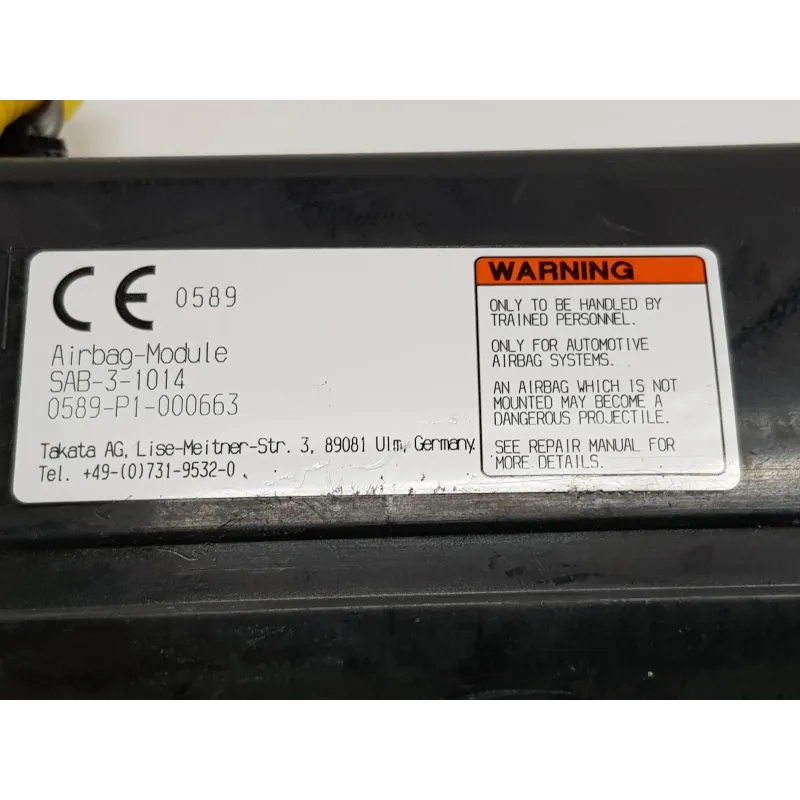 CE 0589
Airbag-Module
SAB-3-1014
0589-P1-000663
Takata AG, Lise-Meitner-Str. 3, 89081 Ulm, Germany
Tel. +49-(0)731-9532-0
WARNING
ONLY TO BE HANDLED BY
TRAINED PERSONNEL.
ONLY FOR AUTOMOTIVE
AIRBAG SYSTEMS.
AN AIRBAG WHICH IS NOT
MOUNTED MAY BECOME A
DANGEROUS PROJECTILE.
SEE REPAIR MANUAL FOR
MORE DETAILS.